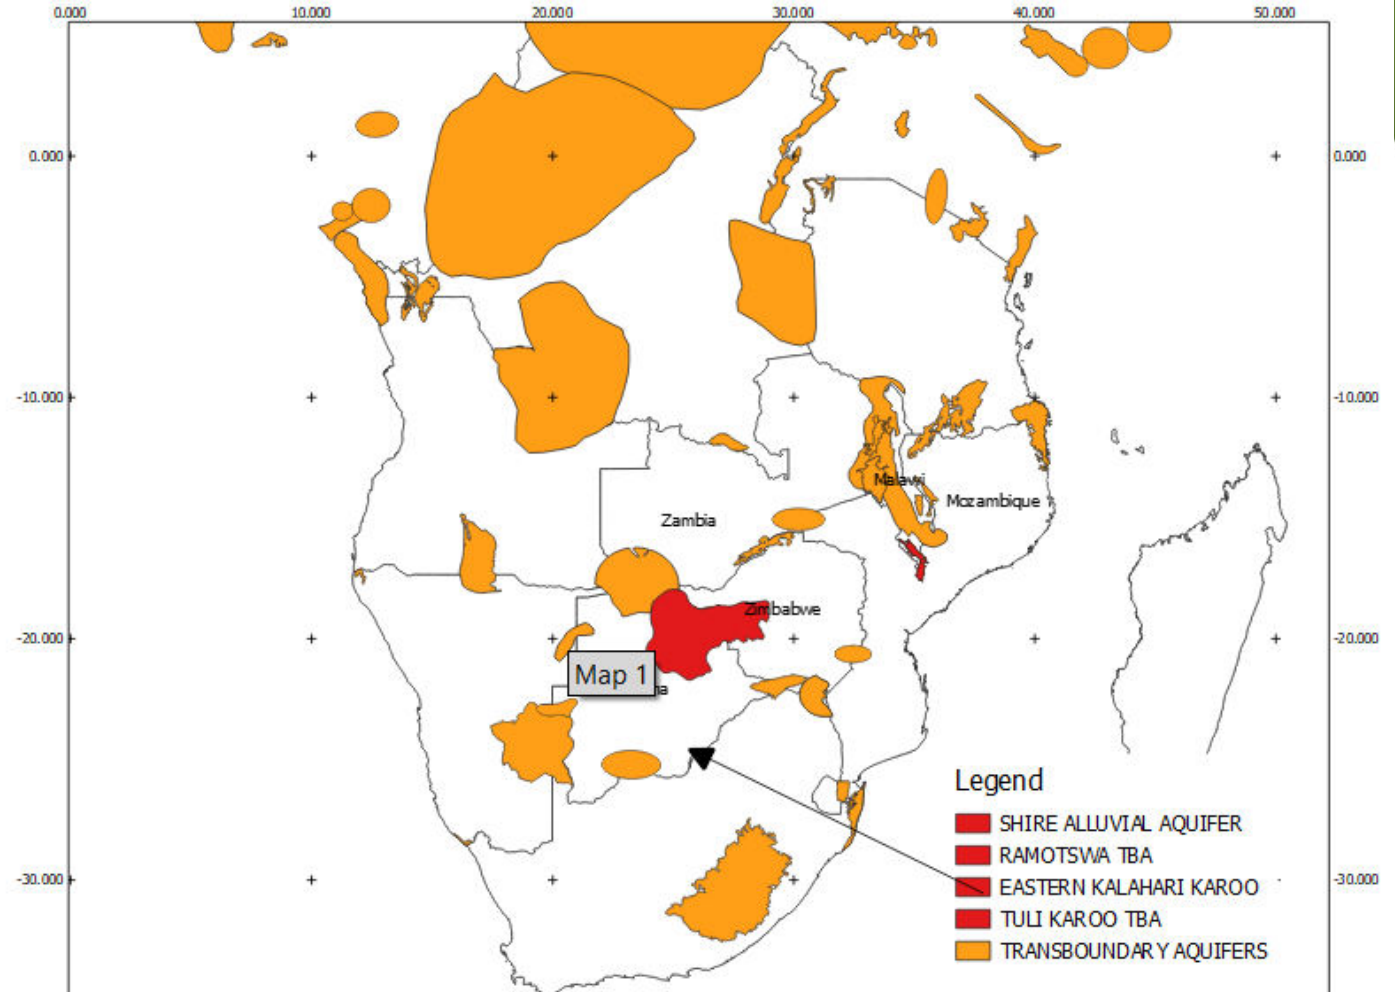 0.000 10.000 20.000 30.000 40.000 50.000
0.000 0.000
-10.000 -10.000
Malawi
Mozambique
Zambia
Zimbabwe
-20.000 -20.000
Map 1
na
Legend
SHIRE ALLUVIAL AQUIFER
RAMOTSWA TBA
EASTERN KALAHARI KAROO
-30.000 -30.000
TULI KAROO TBA
TRANSBOUNDARY AQUIFERS